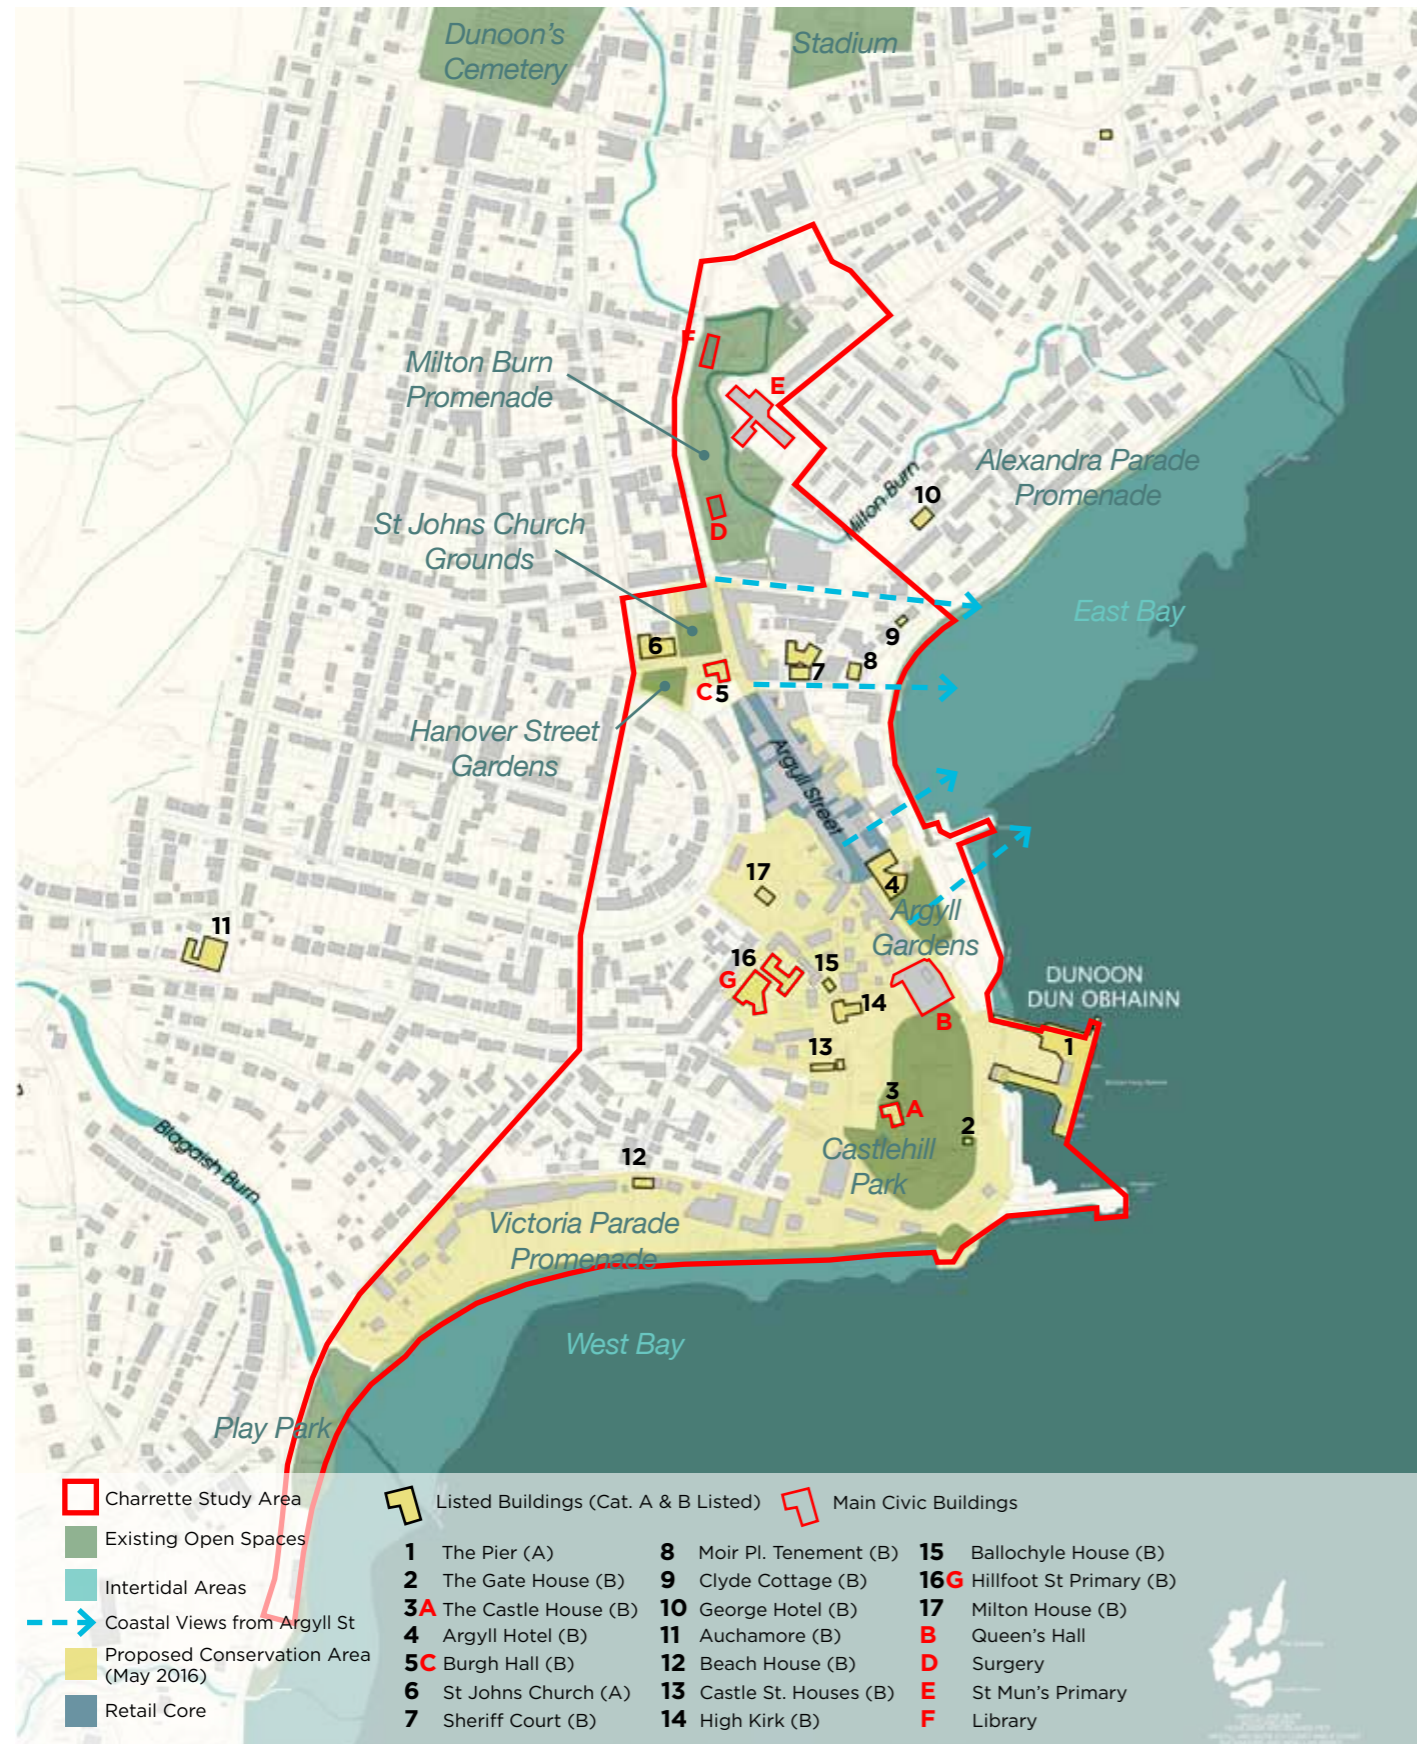 Dunoon's
Cemetery
Stadium
F
Milton Burn
Promenade
E
Alexandra Parade
Promenade
Milton Burn
10
St Johns Church
Grounds
D
East Bay
9
6
8
7
C 5
Hanover Street
Gardens
Argyll Street
17
4
Argyll
Gardens
11
16
G
15
14
DUNOON
DUN OBHAINN
B
1
13
3
A
2
Castlehill
Park
Blagaish Burn
12
Victoria Parade
Promenade
West Bay
Play Park
Charrette Study Area
Existing Open Spaces
Intertidal Areas
Coastal Views from Argyll St
Proposed Conservation Area
(May 2016)
Retail Core
Listed Buildings (Cat. A & B Listed)
Main Civic Buildings
1 The Pier (A)
2 The Gate House (B)
3 A The Castle House (B)
4 Argyll Hotel (B)
5 C Burgh Hall (B)
6 St Johns Church (A)
7 Sheriff Court (B)
8 Moir Pl. Tenement (B)
9 Clyde Cottage (B)
10 George Hotel (B)
11 Auchamore (B)
12 Beach House (B)
13 Castle St. Houses (B)
14 High Kirk (B)
15 Ballochyle House (B)
16 G Hillfoot St Primary (B)
17 Milton House (B)
B Queen's Hall
D Surgery
E St Mun's Primary
F Library